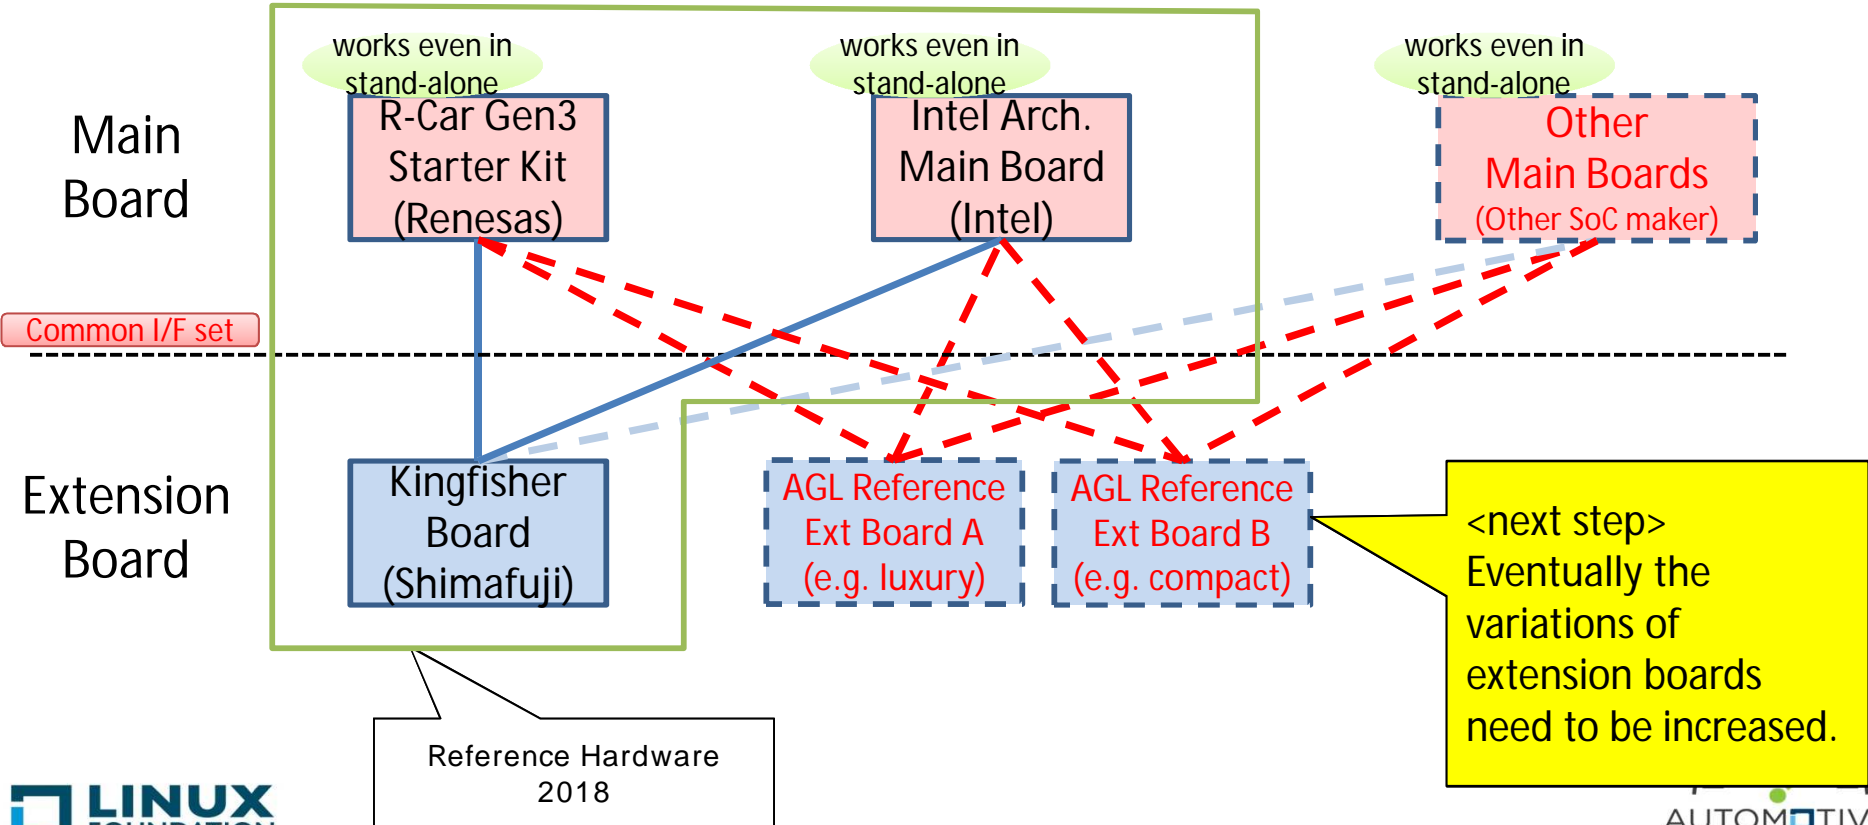 works even in
stand-alone
works even in
stand-alone
works even in
stand-alone
Main
Board
R-Car Gen3
Starter Kit
(Renesas)
Intel Arch.
Main Board
(Intel)
Other
Main Boards
(Other SoC maker)
Common I/F set
Extension
Board
Kingfisher
Board
(Shimafuji)
AGL Reference
Ext Board A
(e.g. luxury)
AGL Reference
Ext Board B
(e.g. compact)
<next step>
Eventually the
variations of
extension boards
need to be increased.
Reference Hardware
2018
LINUX
FOUNDATION
AUTOMOTIV